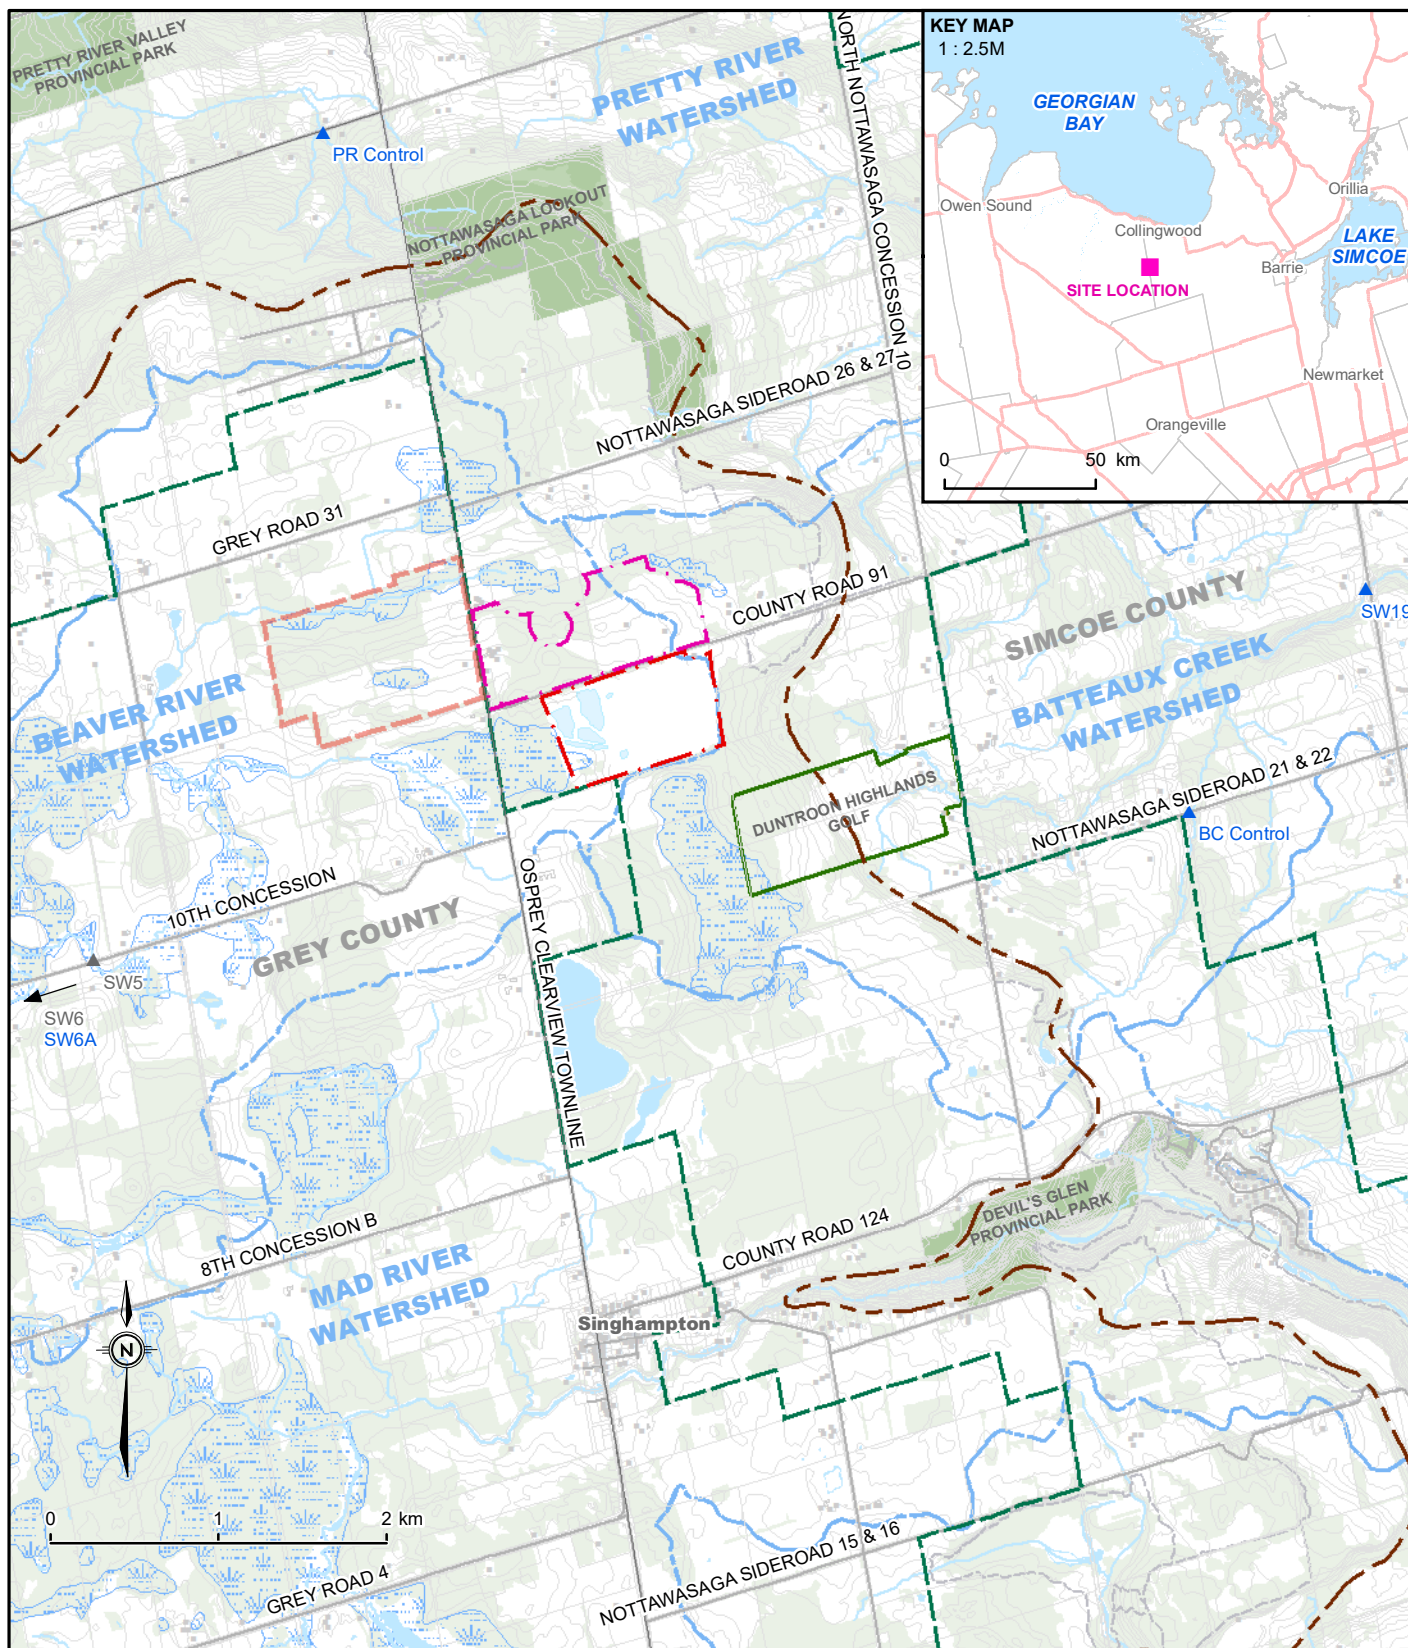 PRETTY RIVER VALLEY
PROVINCIAL PARK
PR Control
PRETTY RIVER
WATERSHED
NORTH NOTTAWASAGA CONCESSION 10
KEY MAP
1 : 2.5M
GEORGIAN
BAY
Owen Sound
Collingwood
Orillia
LAKE
SIMCOE
Barrie
SITE LOCATION
Newmarket
Orangeville
0
50 km
NOTTAWASAGA LOOKOUT
PROVINCIAL PARK
NOTTAWASAGA SIDEROAD 26 & 27
GREY ROAD 31
COUNTY ROAD 91
SIMCOE COUNTY
SW19
BEAVER RIVER
WATERSHED
BATTEAUX CREEK
WATERSHED
DUNTROON HIGHLANDS
GOLF
NOTTAWASAGA SIDEROAD 21 & 22
BC Control
10TH CONCESSION
GREY COUNTY
OSPREY CLEARVIEW TOWNLINE
SW5
SW6
SW6A
8TH CONCESSION B
MAD RIVER
WATERSHED
COUNTY ROAD 124
DEVIL'S GLEN
PROVINCIAL PARK
Singhampton
N
0
1
2 km
GREY ROAD 4
NOTTAWASAGA SIDEROAD 15 & 16